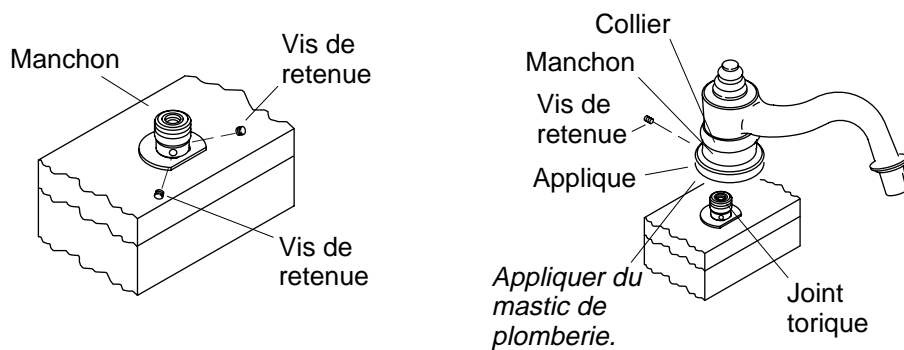 Manchon
Vis de
retenue
Vis de
retenue
Collier
Manchon
Vis de
retenue
Applique
Appliquer du
mastic de
plomberie.
Joint
torique